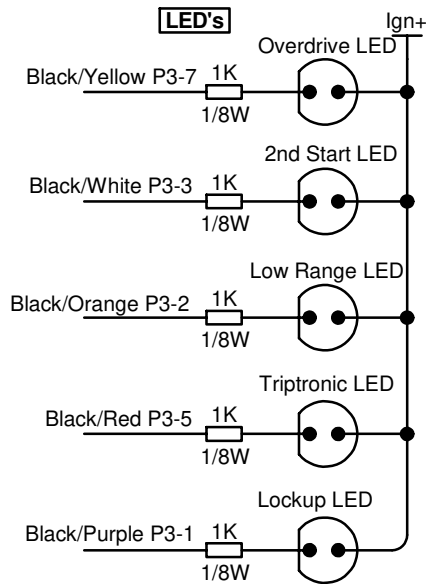 LED's
Ign+
Overdrive LED
Black/Yellow P3-7 1K
1/8W
2nd Start LED
Black/White P3-3 1K
1/8W
Low Range LED
Black/Orange P3-2 1K
1/8W
Triptronic LED
Black/Red P3-5 1K
1/8W
Lockup LED
Black/Purple P3-1 1K
1/8W